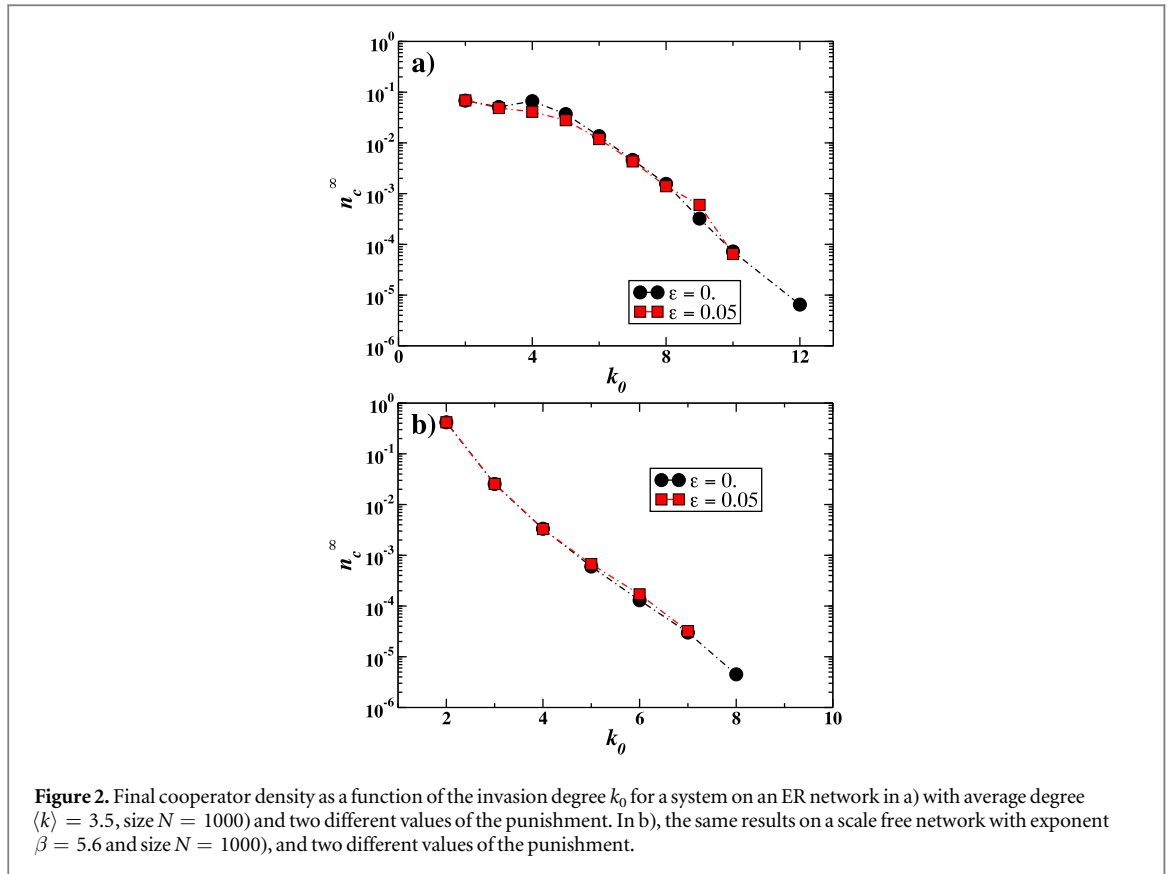 a)
10^0
10^-1
10^-2
10^-3
10^-4
10^-5
10^-6
n_c^∞
ε = 0.
ε = 0.05
0 4 8 12
k_0
b)
10^0
10^-1
10^-2
10^-3
10^-4
10^-5
10^-6
n_c^∞
ε = 0.
ε = 0.05
2 4 6 8 10
k_0
Figure 2. Final cooperator density as a function of the invasion degree k_0 for a system on an ER network in a) with average degree
⟨k⟩ = 3.5, size N = 1000) and two different values of the punishment. In b), the same results on a scale free network with exponent
β = 5.6 and size N = 1000), and two different values of the punishment.